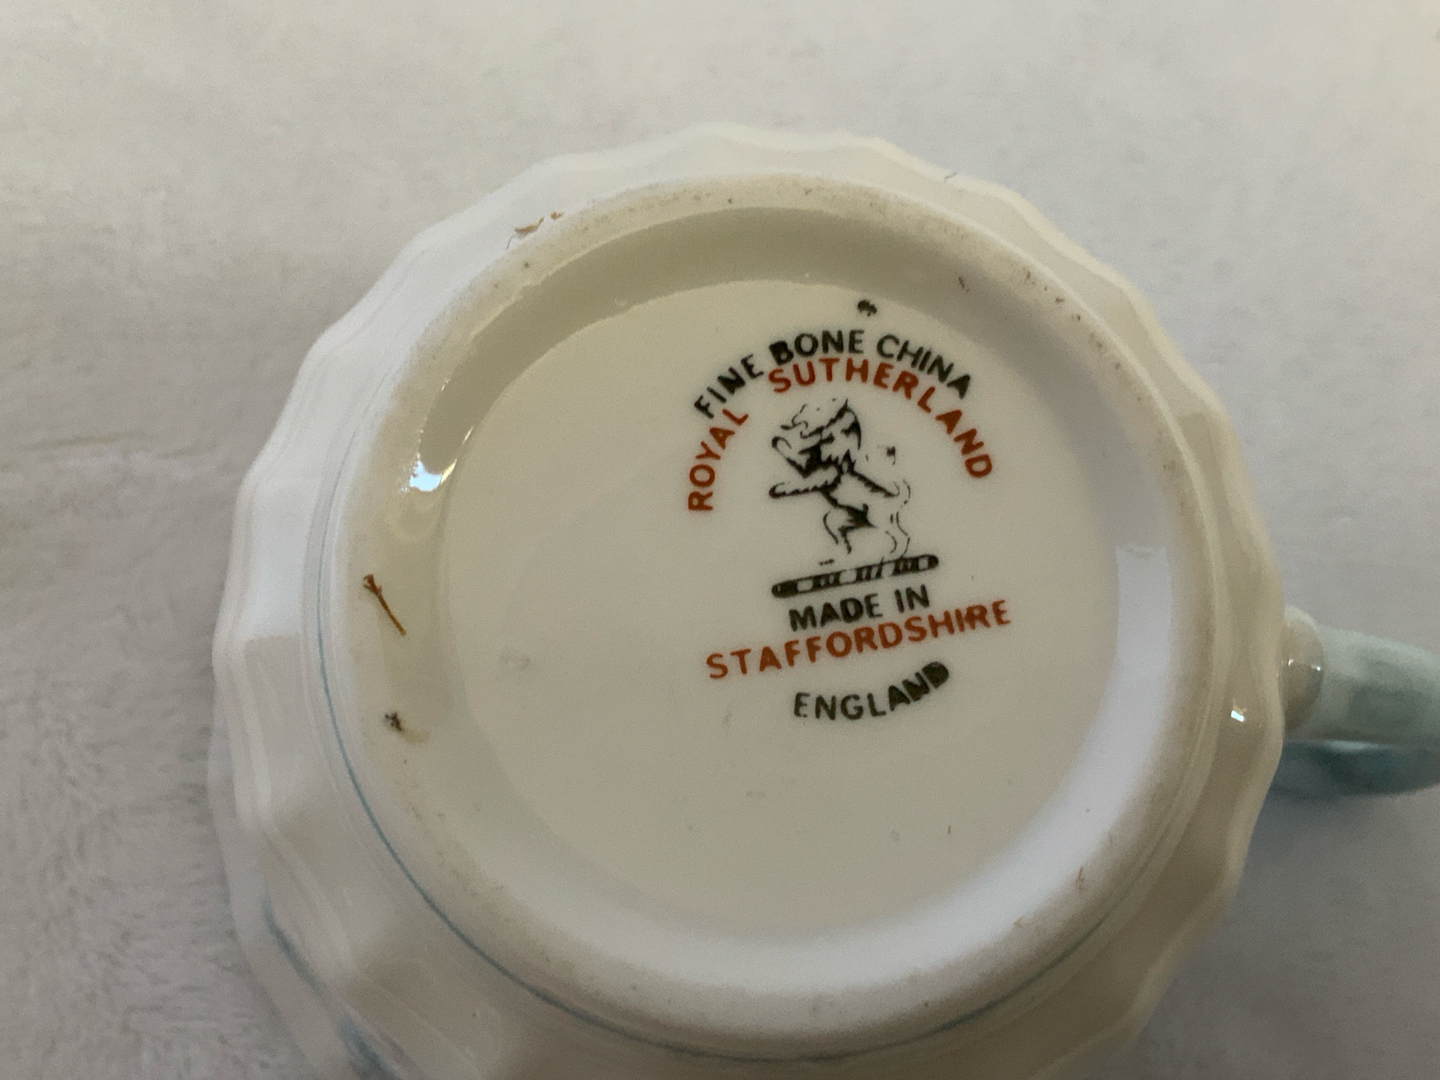 FINE BONE CHINA
ROYAL SUTHERLAND
MADE IN
STAFFORDSHIRE
ENGLAND